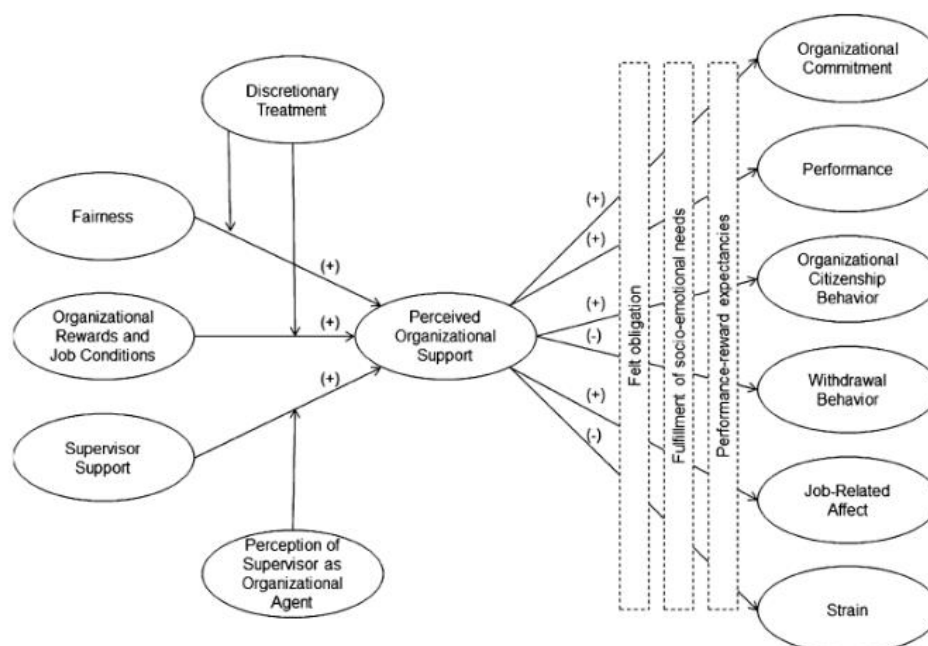 Organizational
Commitment
Discretionary
Treatment
Performance
Fairness
(+)
(+)
(+)
Organizational
Citizenship
Behavior
Organizational
Rewards and
Job Conditions
(+)
Perceived
Organizational
Support
(+)
(-)
(+)
(+)
(-)
Felt obligation
Fulfillment of socio-emotional needs
Performance-reward expectancies
Withdrawal
Behavior
Supervisor
Support
Job-Related
Affect
Perception of
Supervisor as
Organizational
Agent
Strain